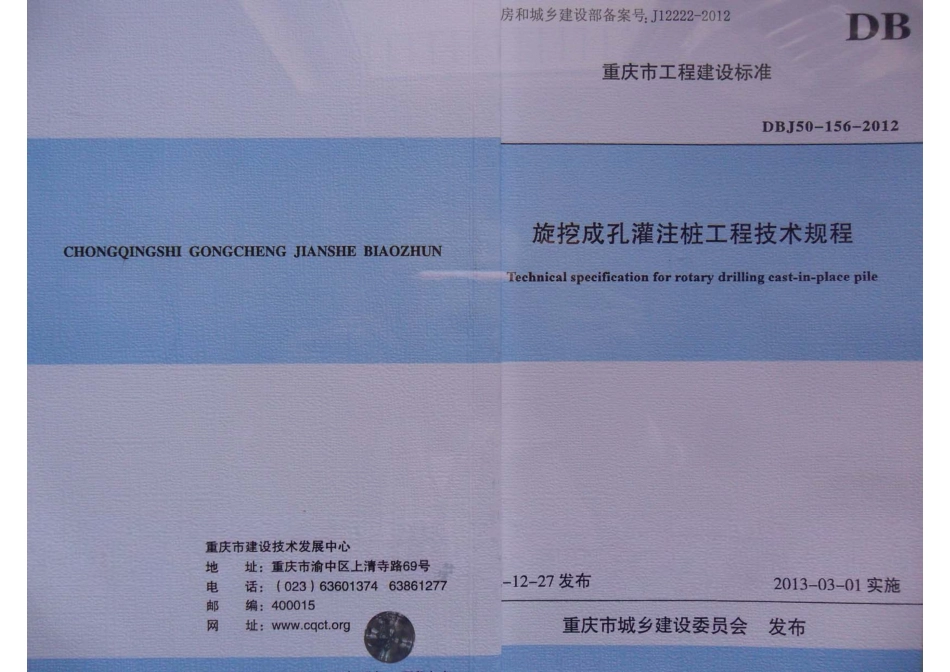 CHONGQINGSHI GONGCHENG JIANSHE BIAOZHUN
重庆市建设技术发展中心
地 址：重庆市渝中区上清寺路69号
电 话：（023）63601374 63861277
邮 编：400015
网 址：www.cqct.org
房和城乡建设部备案号：J12222-2012
DB
重庆市工程建设标准
DBJ50-156-2012
旋挖成孔灌注桩工程技术规程
Technical specification for rotary drilling cast-in-place pile
-12-27 发布 2013-03-01 实施
重庆市城乡建设委员会 发布